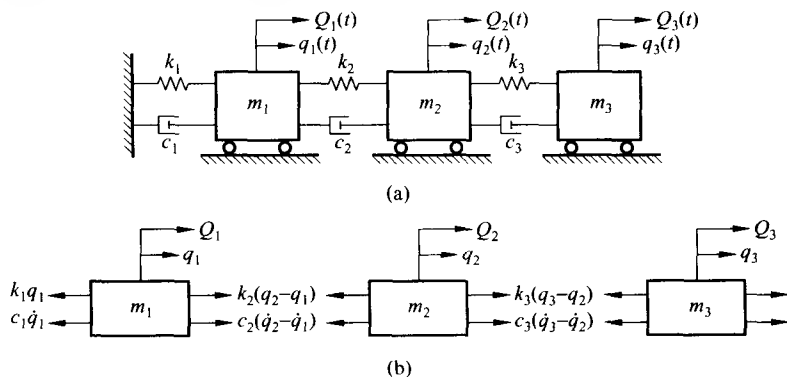 Q₁(t) Q₂(t) Q₃(t)
q₁(t) q₂(t) q₃(t)
k₁ k₂ k₃
m₁ m₂ m₃
c₁ c₂ c₃
(a)
Q₁ Q₂ Q₃
q₁ q₂ q₃
k₁q₁ k₂(q₂−q₁) k₃(q₃−q₂)
m₁ m₂ m₃
c₁q̇₁ c₂(q̇₂−q̇₁) c₃(q̇₃−q̇₂)
(b)